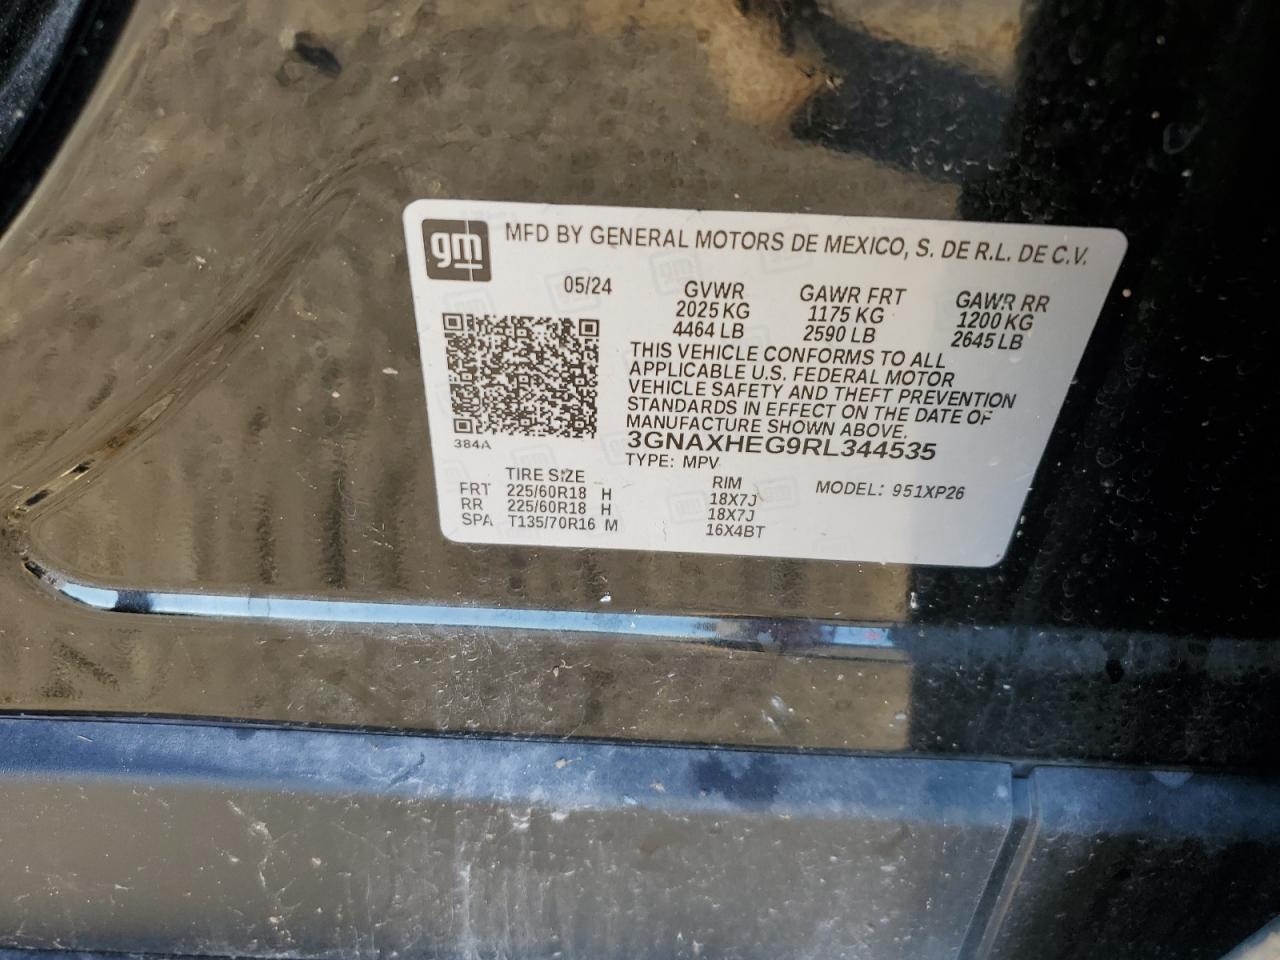 gm
MFD BY GENERAL MOTORS DE MEXICO, S. DE R.L. DE C.V.
05/24
GVWR
2025 KG
4464 LB
GAWR FRT
1175 KG
2590 LB
GAWR RR
1200 KG
2645 LB
THIS VEHICLE CONFORMS TO ALL
APPLICABLE U.S. FEDERAL MOTOR
VEHICLE SAFETY AND THEFT PREVENTION
STANDARDS IN EFFECT ON THE DATE OF
MANUFACTURE SHOWN ABOVE.
384A
3GNAXHEG9RL344535
TYPE: MPV
MODEL: 951XP26
TIRE SIZE RIM
FRT 225/60R18 H 18X7J
RR 225/60R18 H 18X7J
SPA T135/70R16 M 16X4BT